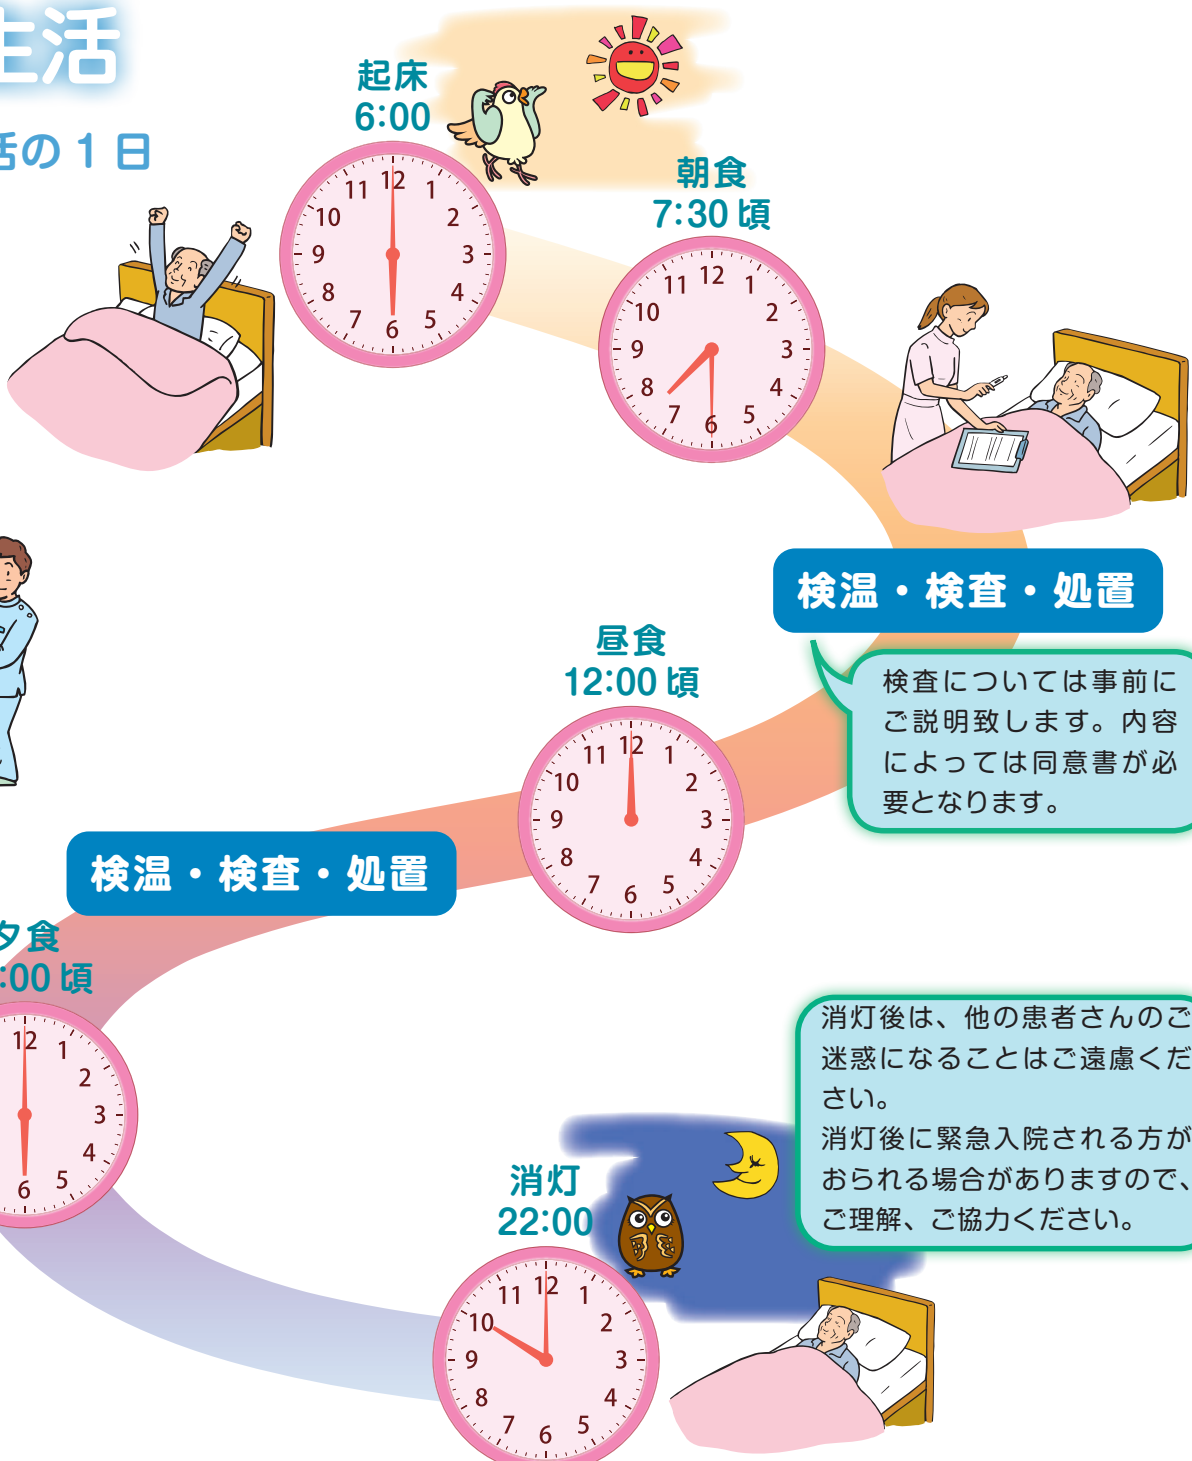 生活
活の1日
起床
6:00
朝食
7:30頃
検温・検査・処置
検査については事前に
ご説明致します。内容
によっては同意書が必
要となります。
昼食
12:00頃
検温・検査・処置
夕食
:00頃
消灯
22:00
消灯後は、他の患者さんのご
迷惑になることはご遠慮くだ
さい。
消灯後に緊急入院される方が
おられる場合がありますので、
ご理解、ご協力ください。